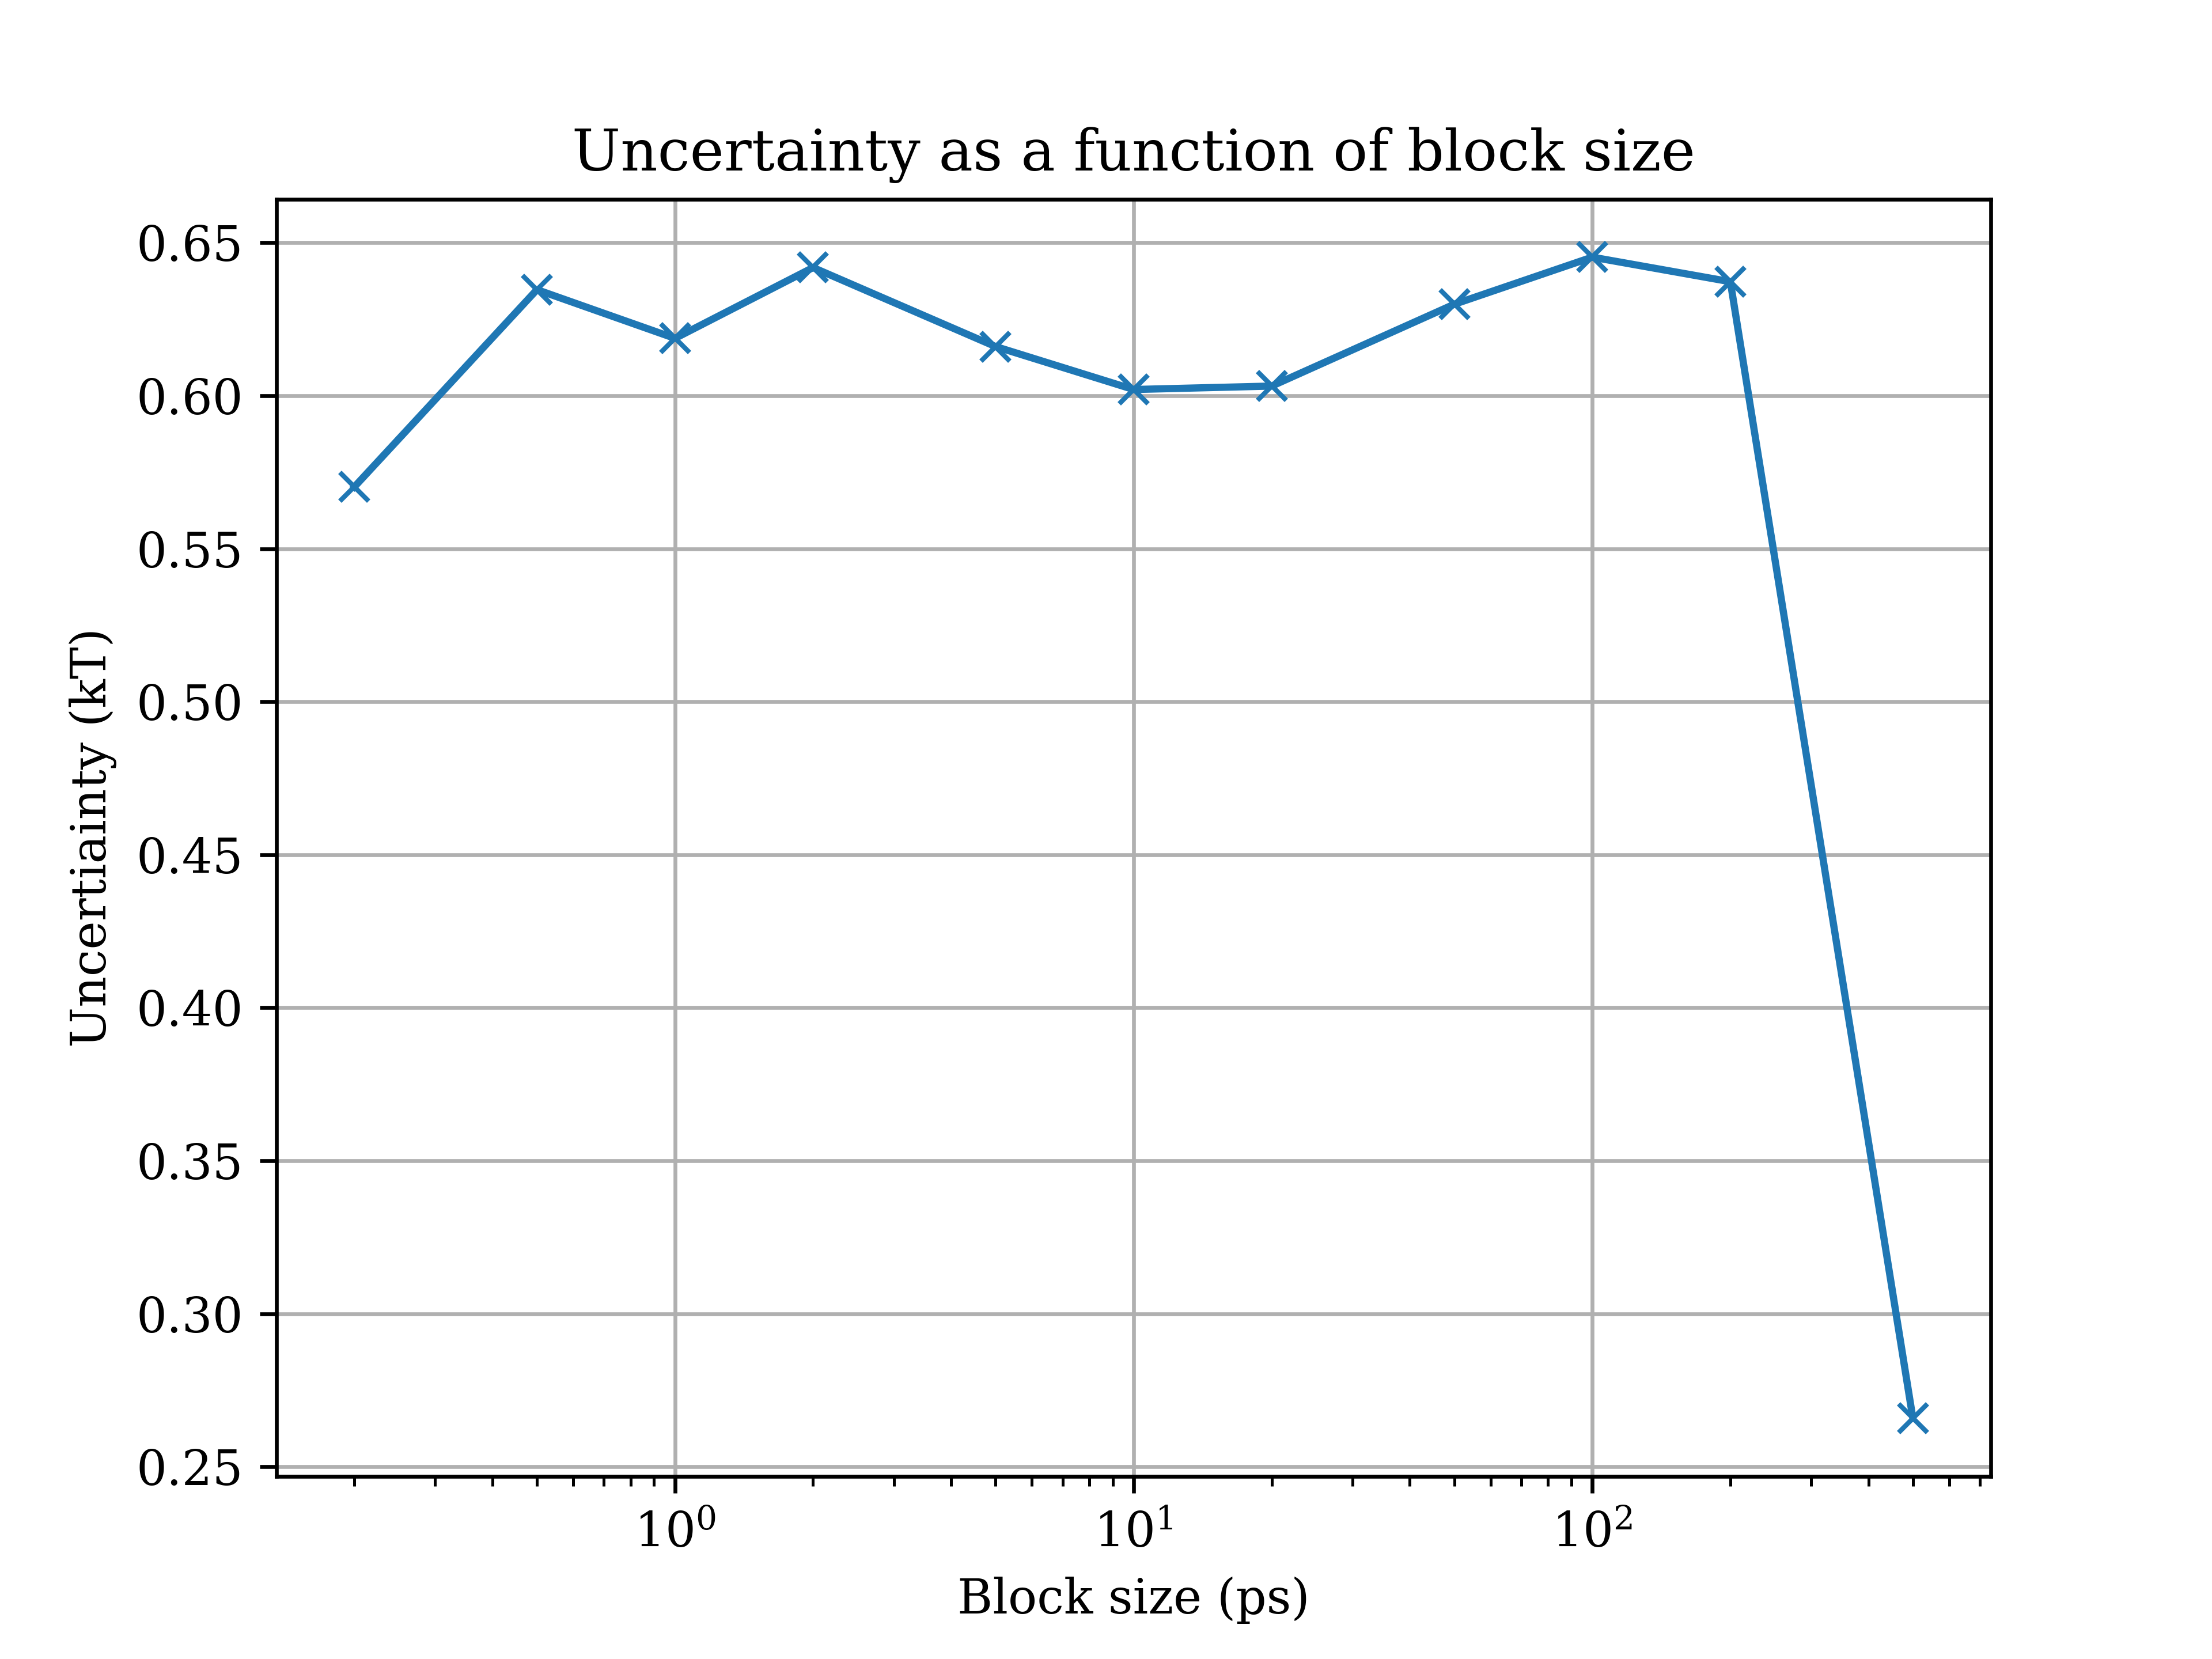 Uncertainty as a function of block size
0.65
0.60
0.55
0.50
0.45
0.40
0.35
0.30
0.25
Uncertiainty (kT)
10⁰ 10¹ 10²
Block size (ps)